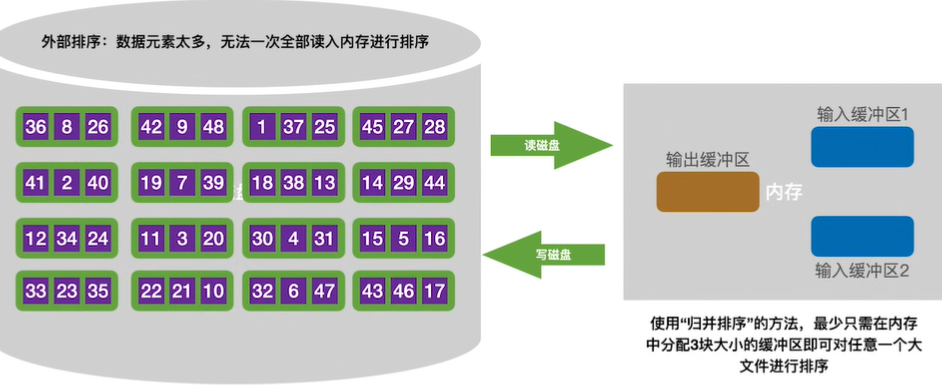 外部排序：数据元素太多，无法一次全部读入内存进行排序
36 8 26 42 9 48 1 37 25 45 27 28
41 2 40 19 7 39 18 38 13 14 29 44
12 34 24 11 3 20 30 4 31 15 5 16
33 23 35 22 21 10 32 6 47 43 46 17
读磁盘
写磁盘
输入缓冲区1
输出缓冲区
内存
输入缓冲区2
使用“归并排序”的方法，最少只需在内存
中分配3块大小的缓冲区即可对任意一个大
文件进行排序